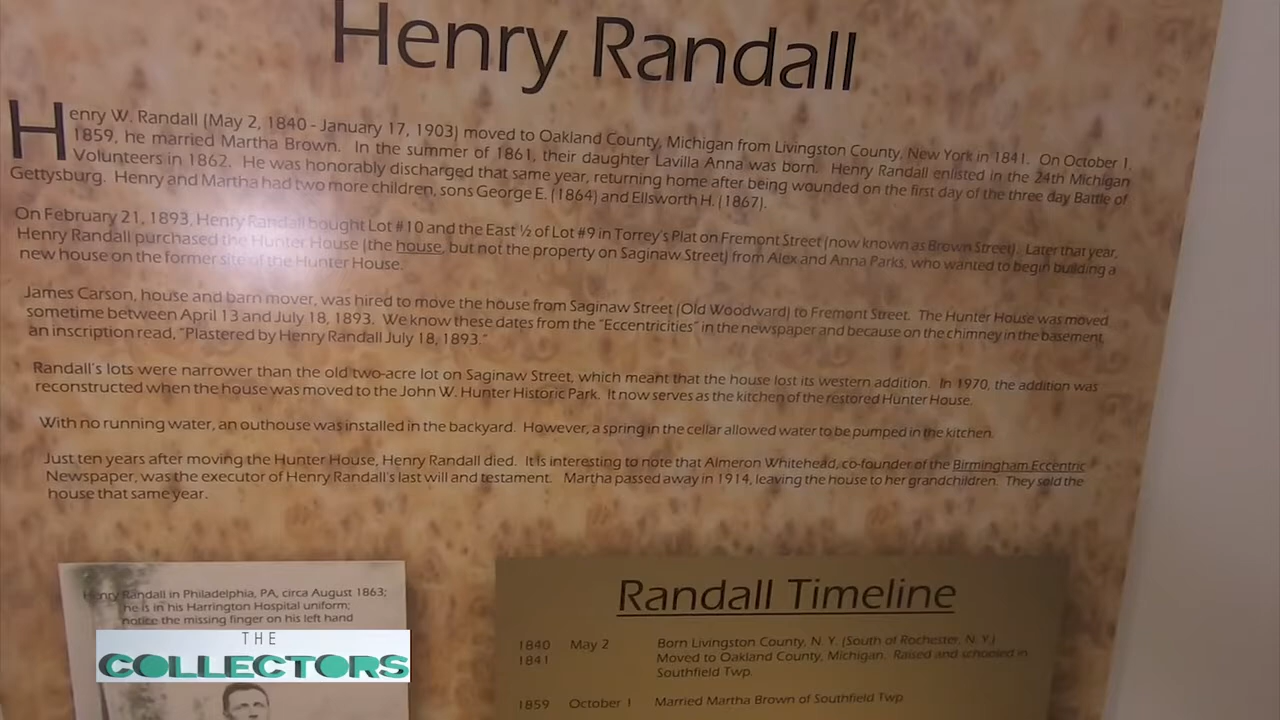 Henry Randall
Henry W. Randall (May 2, 1840 - January 17, 1903) moved to Oakland County, Michigan from Livingston County, New York in 1841. On October 1,
1859, he married Martha Brown. In the summer of 1861, their daughter Lavilla Anna was born. Henry Randall enlisted in the 24th Michigan
Volunteers in 1862. He was honorably discharged that same year, returning home after being wounded on the first day of the three day Battle of
Gettysburg. Henry and Martha had two more children, sons George E. (1864) and Ellsworth H. (1867).
On February 21, 1893, Henry Randall bought Lot #10 and the East ½ of Lot #9 in Torrey's Plat on Fremont Street (now known as Brown Street). Later that year,
Henry Randall purchased the Hunter House (the house, but not the property on Saginaw Street) from Alex and Anna Parks, who wanted to begin building a
new house on the former site of the Hunter House.
James Carson, house and barn mover, was hired to move the house from Saginaw Street (Old Woodward) to Fremont Street. The Hunter House was moved
sometime between April 13 and July 18, 1893. We know these dates from the "Eccentricities" in the newspaper and because on the chimney in the basement,
an inscription read, "Plastered by Henry Randall July 18, 1893."
Randall's lots were narrower than the old two-acre lot on Saginaw Street, which meant that the house lost its western addition. In 1970, the addition was
reconstructed when the house was moved to the John W. Hunter Historic Park. It now serves as the kitchen of the restored Hunter House.
With no running water, an outhouse was installed in the backyard. However, a spring in the cellar allowed water to be pumped in the kitchen.
Just ten years after moving the Hunter House, Henry Randall died. It is interesting to note that Almeron Whitehead, co-founder of the Birmingham Eccentric
Newspaper, was the executor of Henry Randall's last will and testament. Martha passed away in 1914, leaving the house to her grandchildren. They sold the
house that same year.
Henry Randall in Philadelphia, PA, circa August 1863;
he is in his Harrington Hospital uniform;
notice the missing finger on his left hand
THE
COLLECTORS
Randall Timeline
1840 May 2 Born Livingston County, N. Y. (South of Rochester, N. Y.)
1841 Moved to Oakland County, Michigan. Raised and schooled in
Southfield Twp.
1859 October 1 Married Martha Brown of Southfield Twp